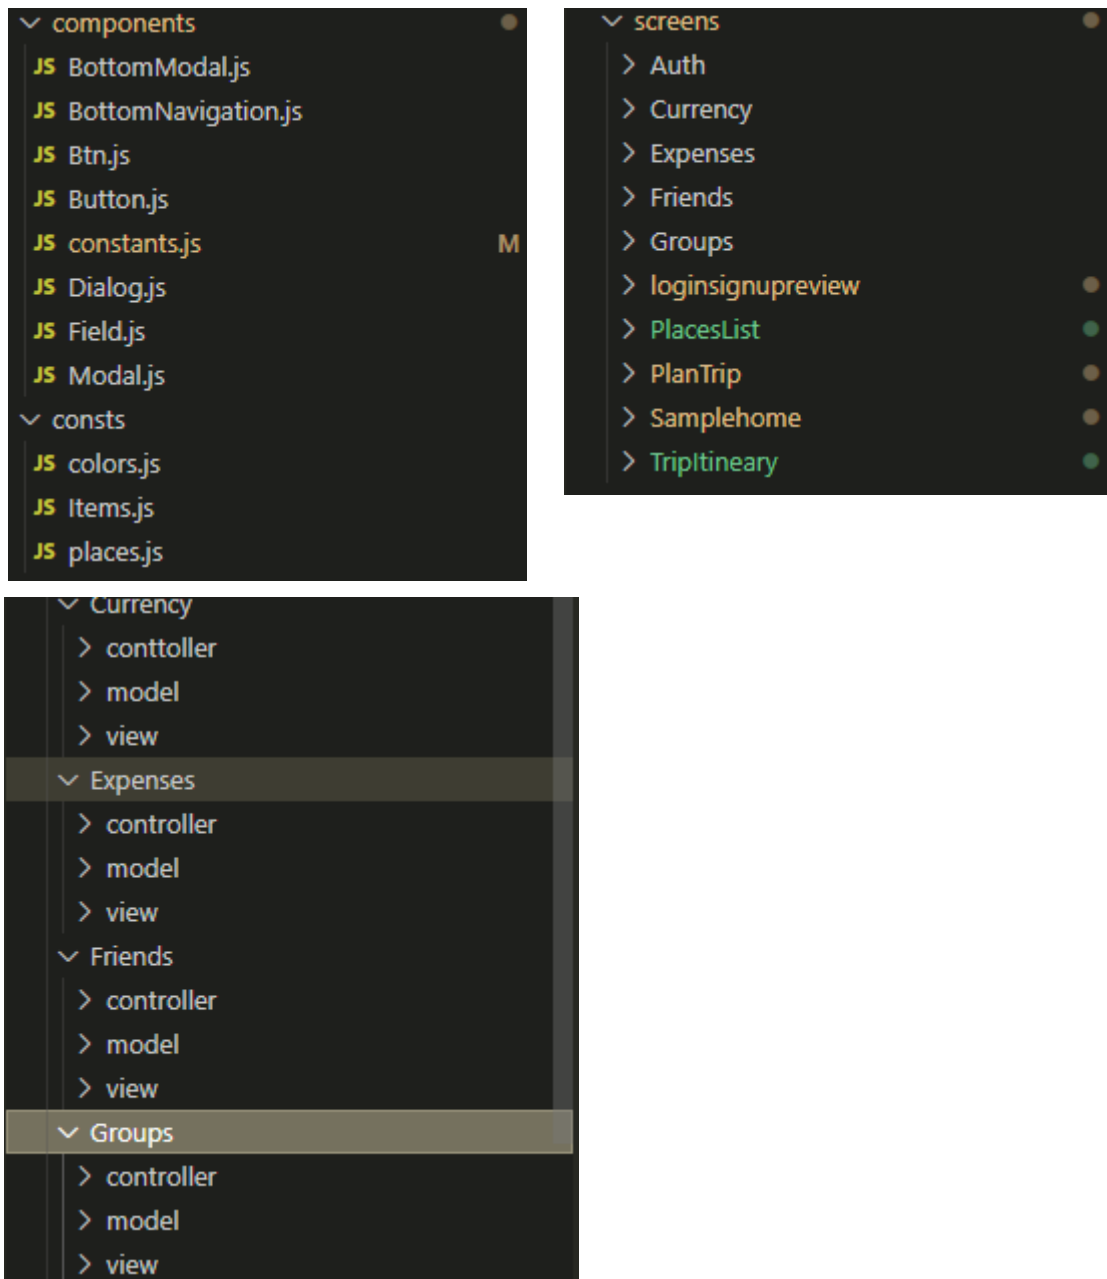 components
JS BottomModal.js
JS BottomNavigation.js
JS Btn.js
JS Button.js
JS constants.js M
JS Dialog.js
JS Field.js
JS Modal.js
consts
JS colors.js
JS Items.js
JS places.js
screens
Auth
Currency
Expenses
Friends
Groups
loginsignupreview
PlacesList
PlanTrip
Samplehome
TripItineary
Currency
conttoller
model
view
Expenses
controller
model
view
Friends
controller
model
view
Groups
controller
model
view